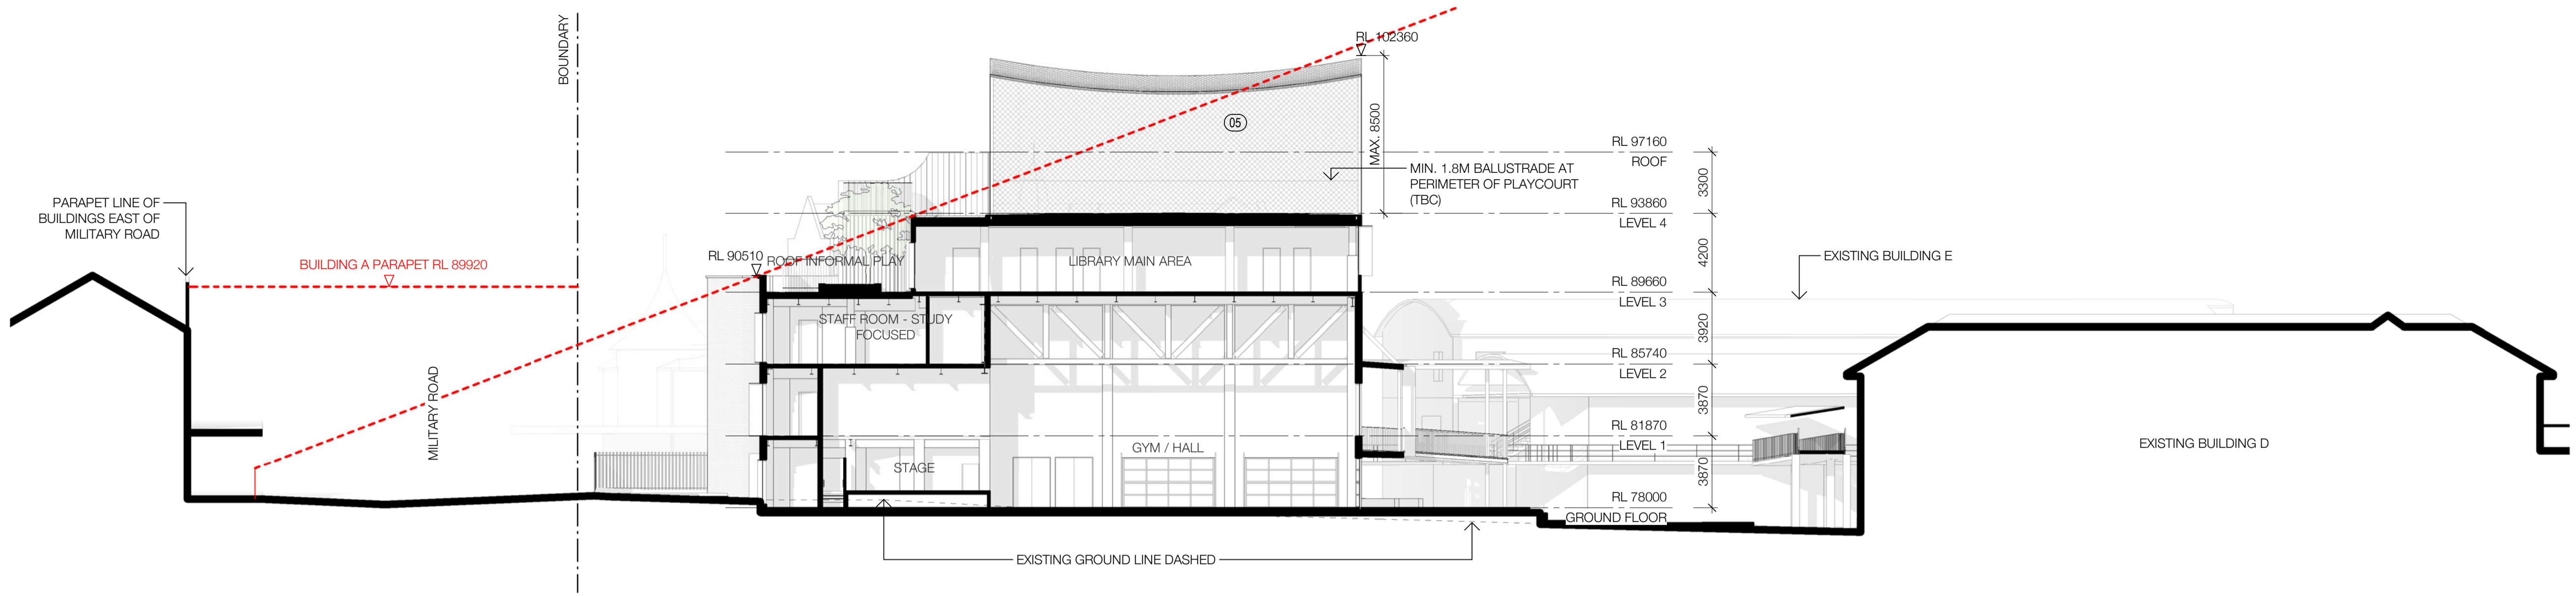 BOUNDARY
RL 102360
MAX. 8500
05
RL 97160
ROOF
3300
MIN. 1.8M BALUSTRADE AT
PERIMETER OF PLAYCOURT
(TBC)
PARAPET LINE OF
BUILDINGS EAST OF
MILITARY ROAD
RL 93860
LEVEL 4
4200
BUILDING A PARAPET RL 89920
RL 90510
ROOF INFORMAL PLAY
LIBRARY MAIN AREA
EXISTING BUILDING E
RL 89660
LEVEL 3
3920
STAFF ROOM - STUDY
FOCUSED
RL 85740
LEVEL 2
3870
MILITARY ROAD
RL 81870
LEVEL 1
3870
GYM / HALL
STAGE
EXISTING BUILDING D
RL 78000
GROUND FLOOR
EXISTING GROUND LINE DASHED